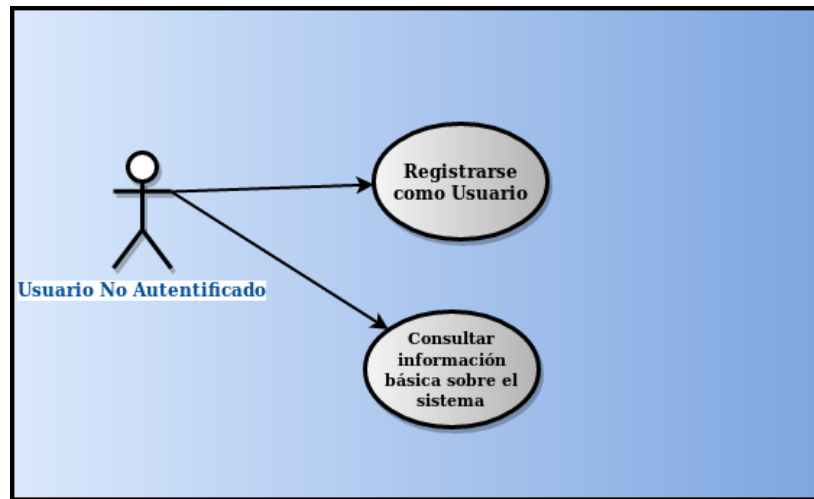 Registrarse
como Usuario
Usuario No Autentificado
Consultar
información
básica sobre el
sistema